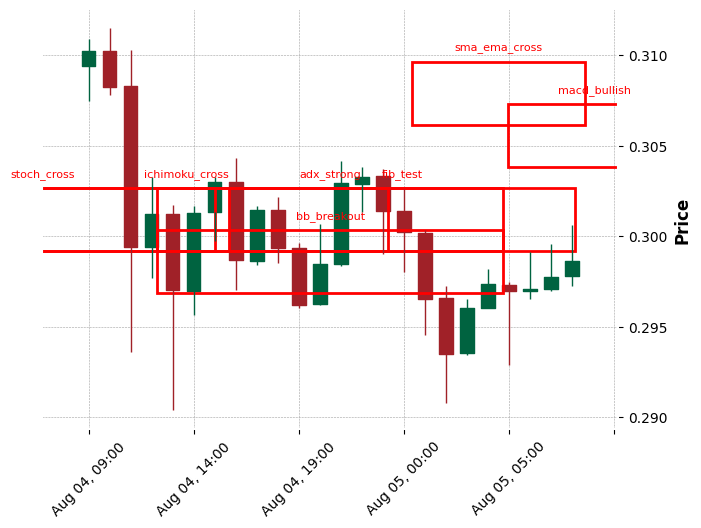 sma_ema_cross
0.310
macd_bullish
0.305
stoch_cross
ichimoku_cross
adx_strong
fib_test
bb_breakout
0.300
Price
0.295
0.290
Aug 04, 09:00
Aug 04, 14:00
Aug 04, 19:00
Aug 05, 00:00
Aug 05, 05:00